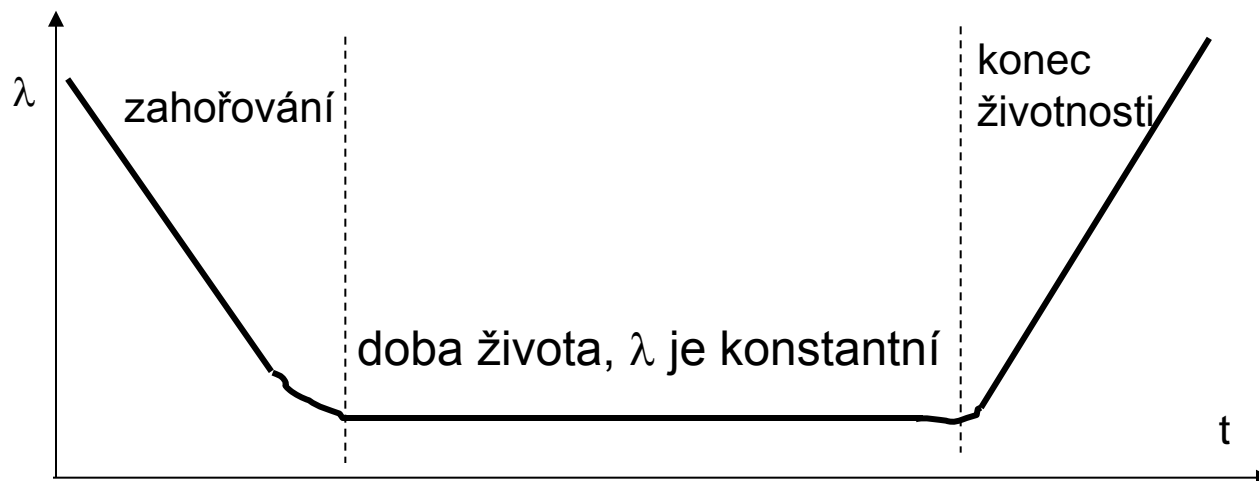 λ
zahořování
konec
životnosti
doba života, λ je konstantní
t